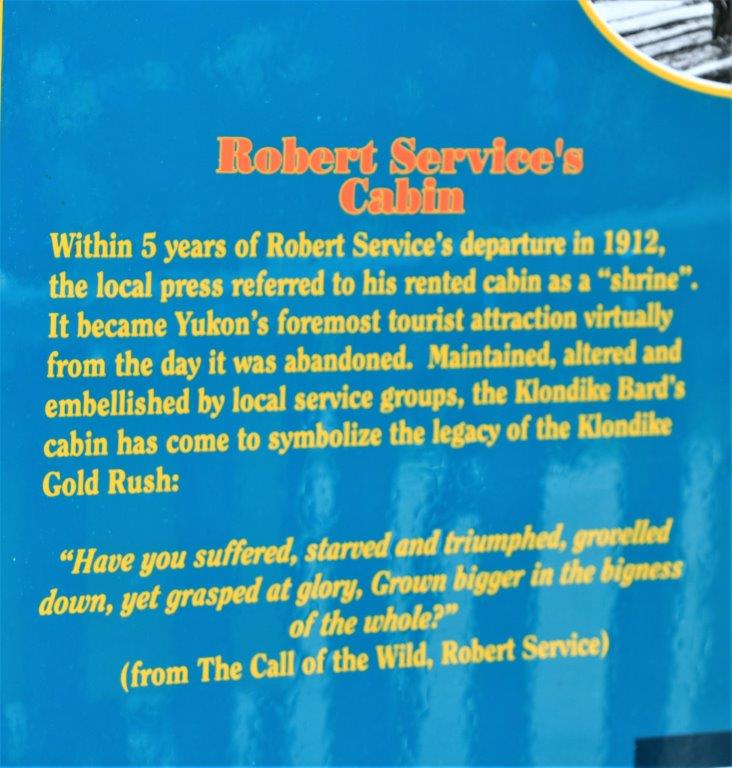 Robert Service's
Cabin
Within 5 years of Robert Service's departure in 1912,
the local press referred to his rented cabin as a “shrine”.
It became Yukon's foremost tourist attraction virtually
from the day it was abandoned. Maintained, altered and
embellished by local service groups, the Klondike Bard's
cabin has come to symbolize the legacy of the Klondike
Gold Rush:
“Have you suffered, starved and triumphed, grovelled
down, yet grasped at glory, Grown bigger in the bigness
of the whole?”
(from The Call of the Wild, Robert Service)